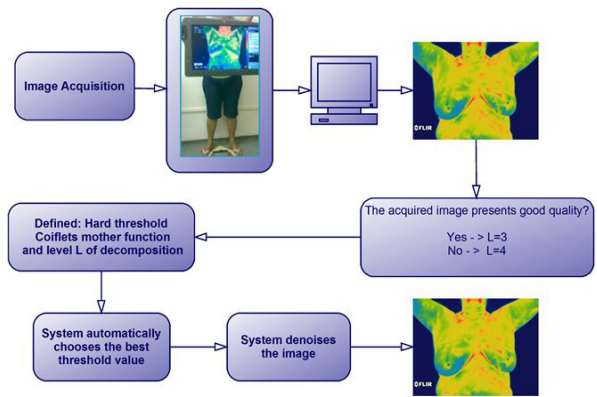 Image Acquisition
FLIR
The acquired image presents good quality?
Yes - > L=3
No - > L=4
Defined: Hard threshold
Coiflets mother function
and level L of decomposition
System automatically
chooses the best
threshold value
System denoises
the image
FLIR